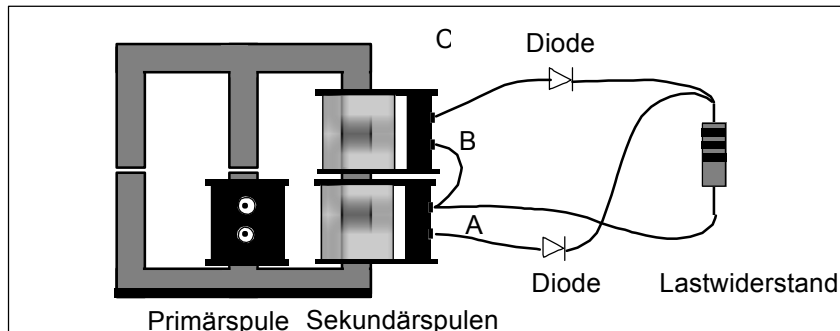 C
Diode
B
A
Diode
Lastwiderstand
Primärspule
Sekundärspulen